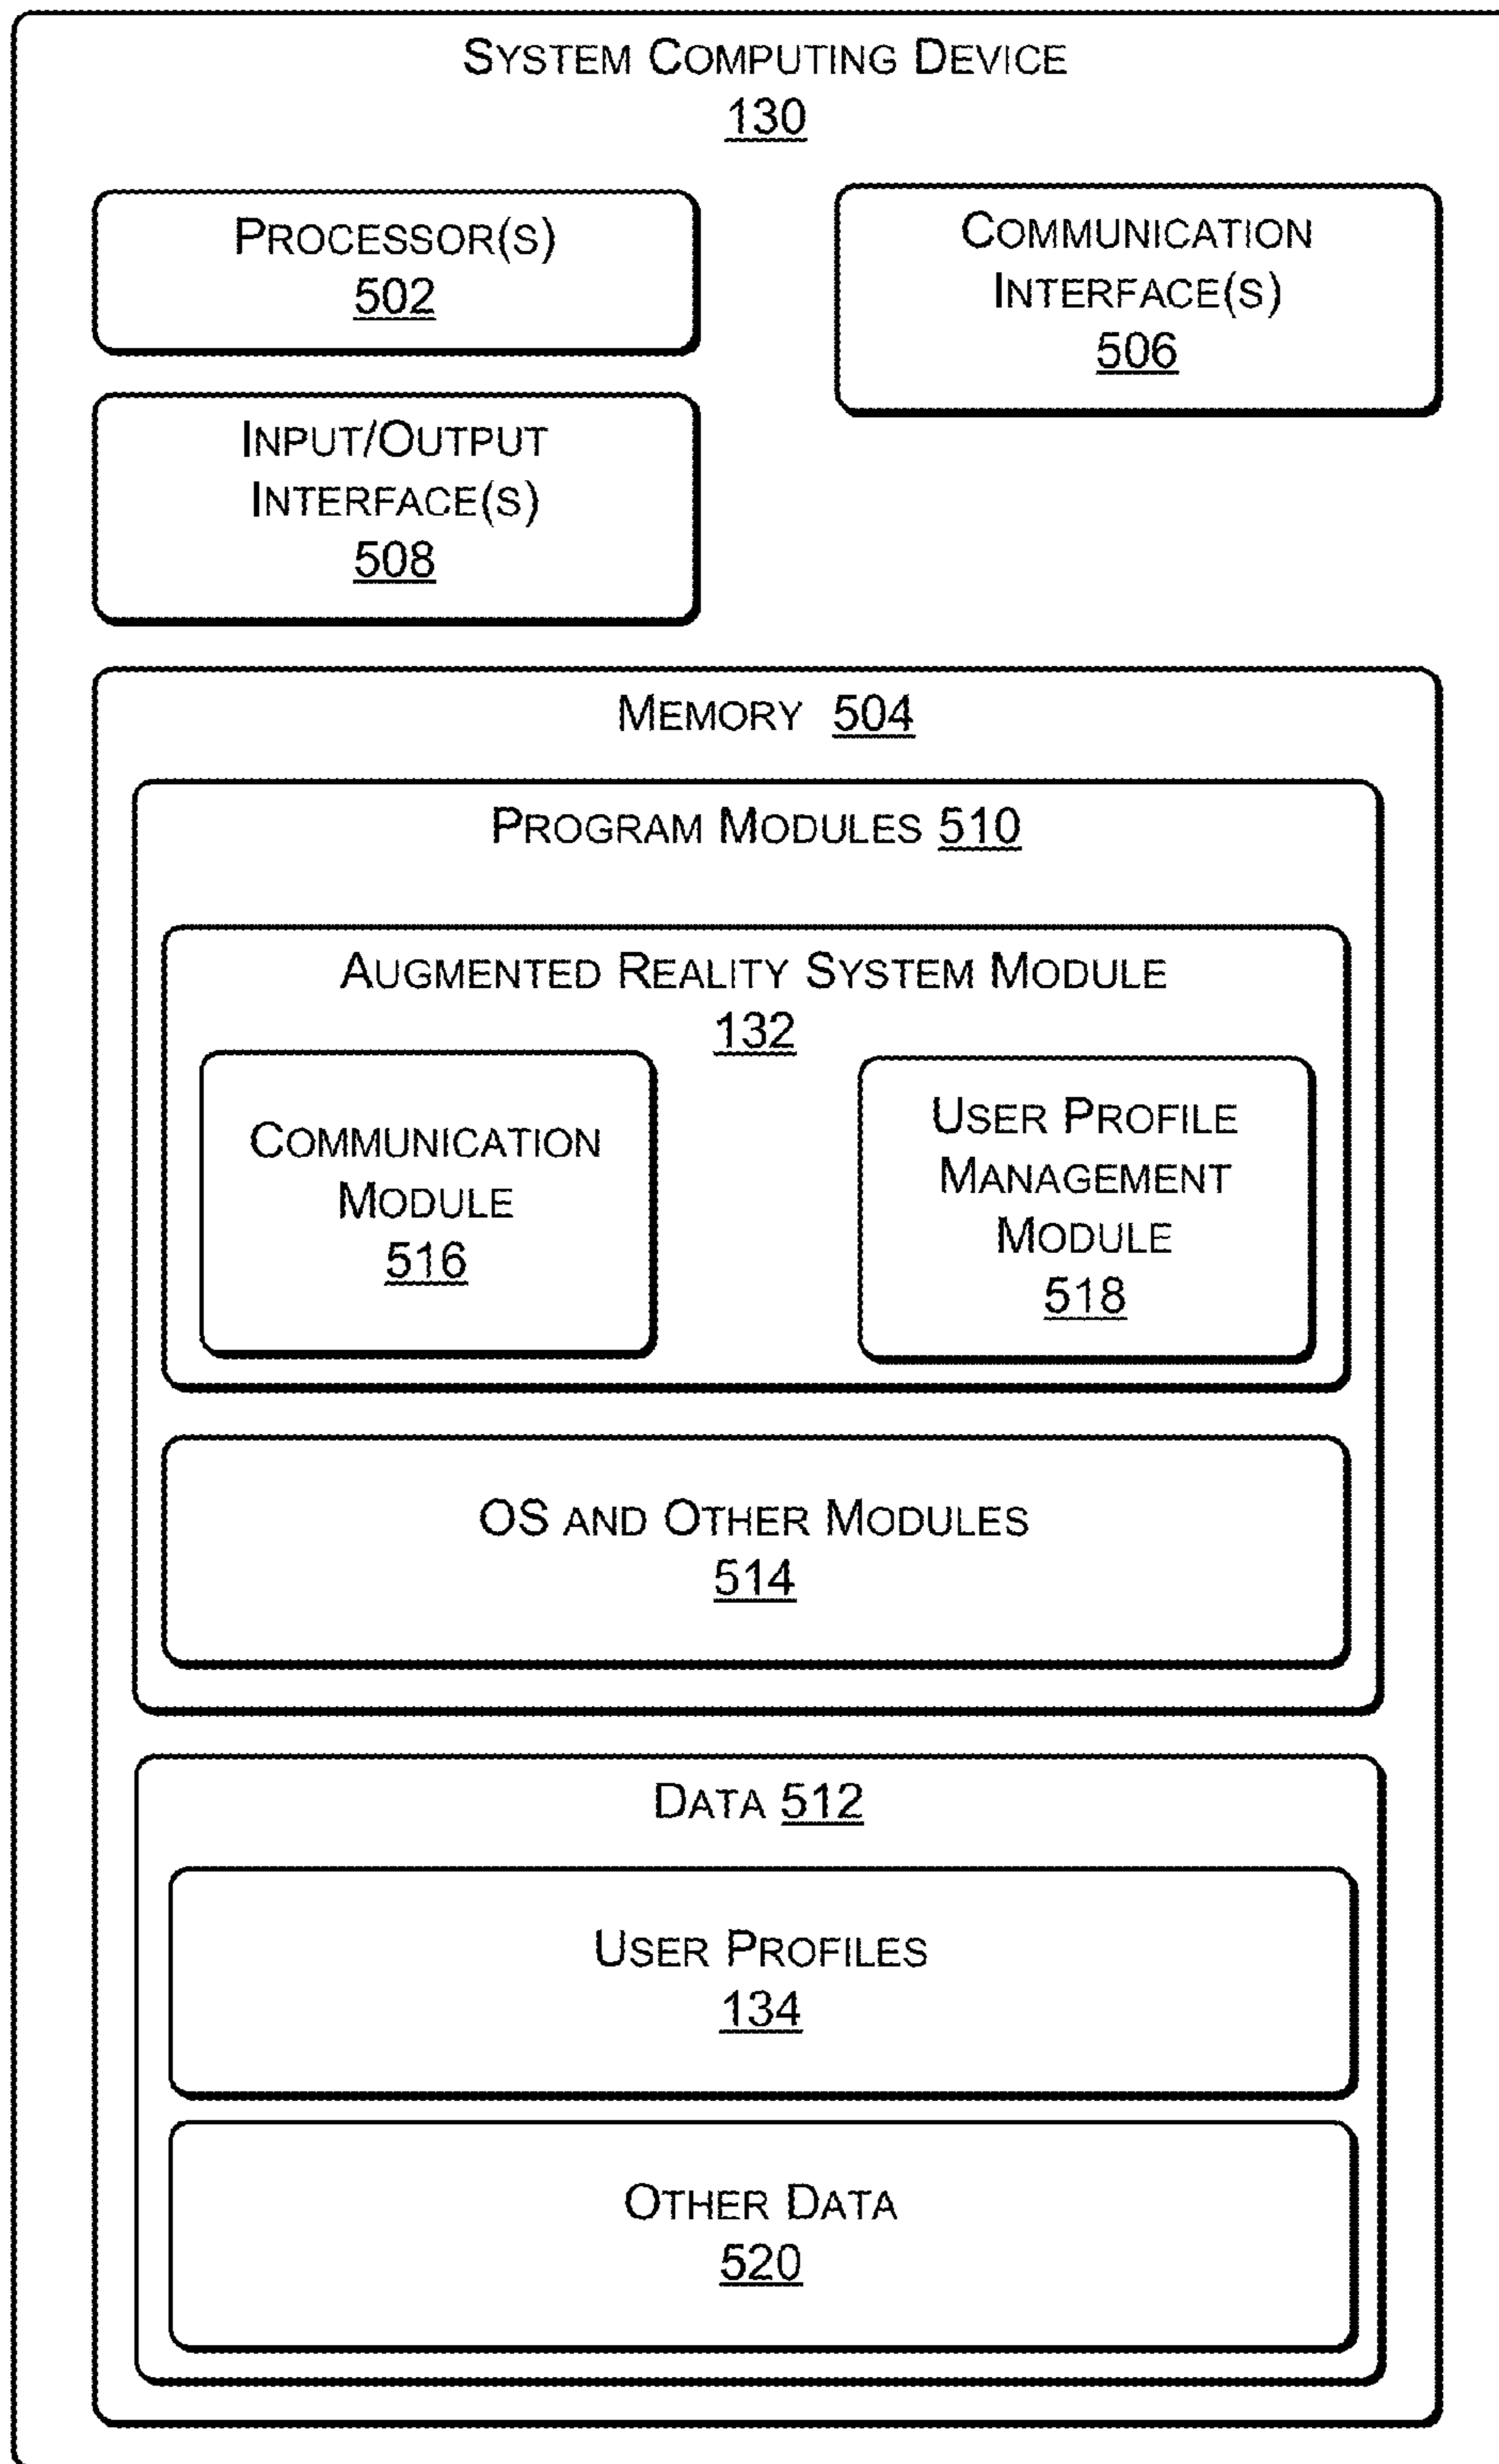 SYSTEM COMPUTING DEVICE
130
PROCESSOR(S)
502
COMMUNICATION
INTERFACE(S)
506
INPUT/OUTPUT
INTERFACE(S)
508
MEMORY 504
PROGRAM MODULES 510
AUGMENTED REALITY SYSTEM MODULE
132
COMMUNICATION
MODULE
516
USER PROFILE
MANAGEMENT
MODULE
518
OS AND OTHER MODULES
514
DATA 512
USER PROFILES
134
OTHER DATA
520